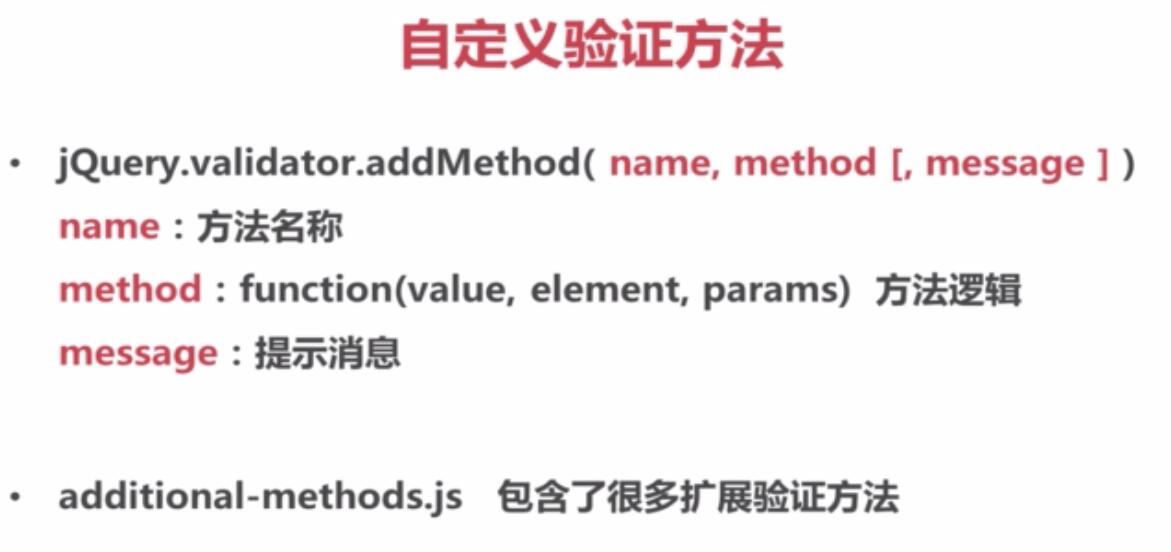 自定义验证方法
• jQuery.validator.addMethod( name, method [, message ] )
name：方法名称
method：function(value, element, params) 方法逻辑
message：提示消息
• additional-methods.js 包含了很多扩展验证方法